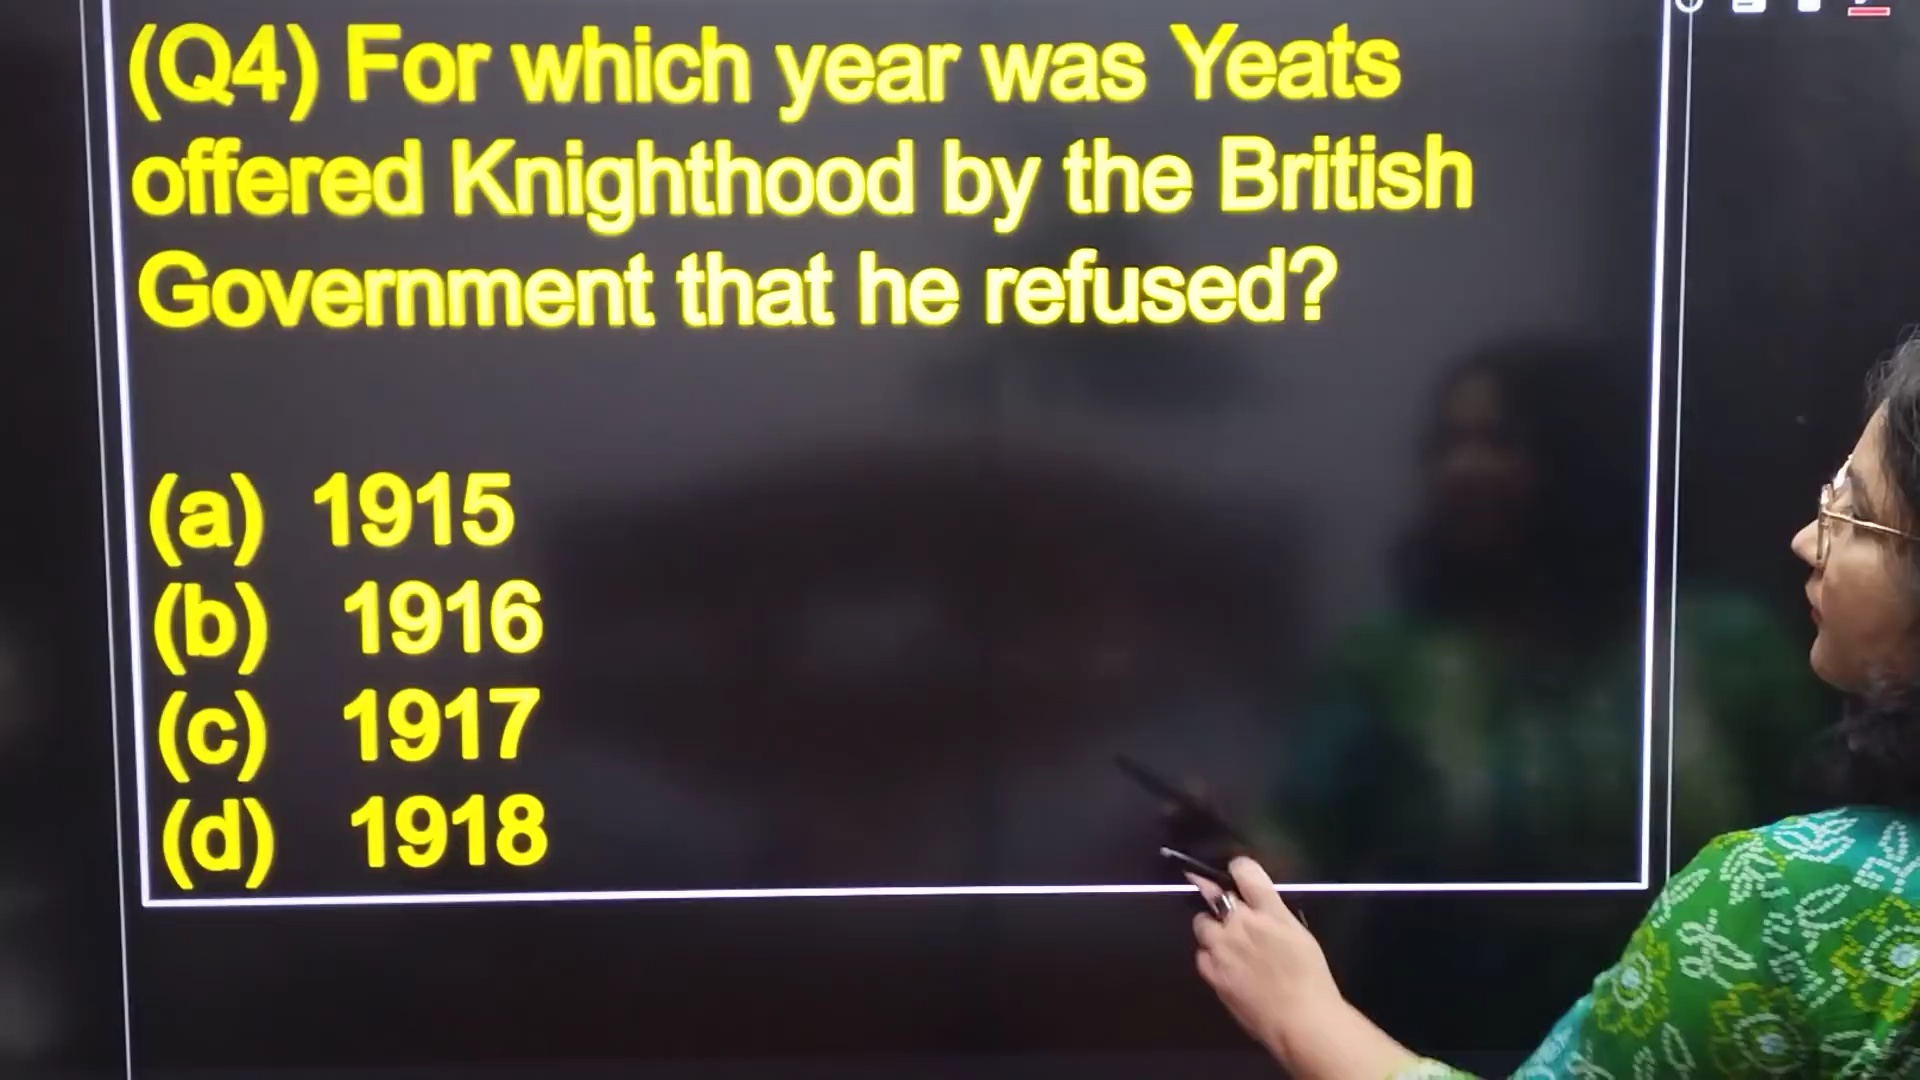 (Q4) For which year was Yeats
offered Knighthood by the British
Government that he refused?
(a) 1915
(b) 1916
(c) 1917
(d) 1918